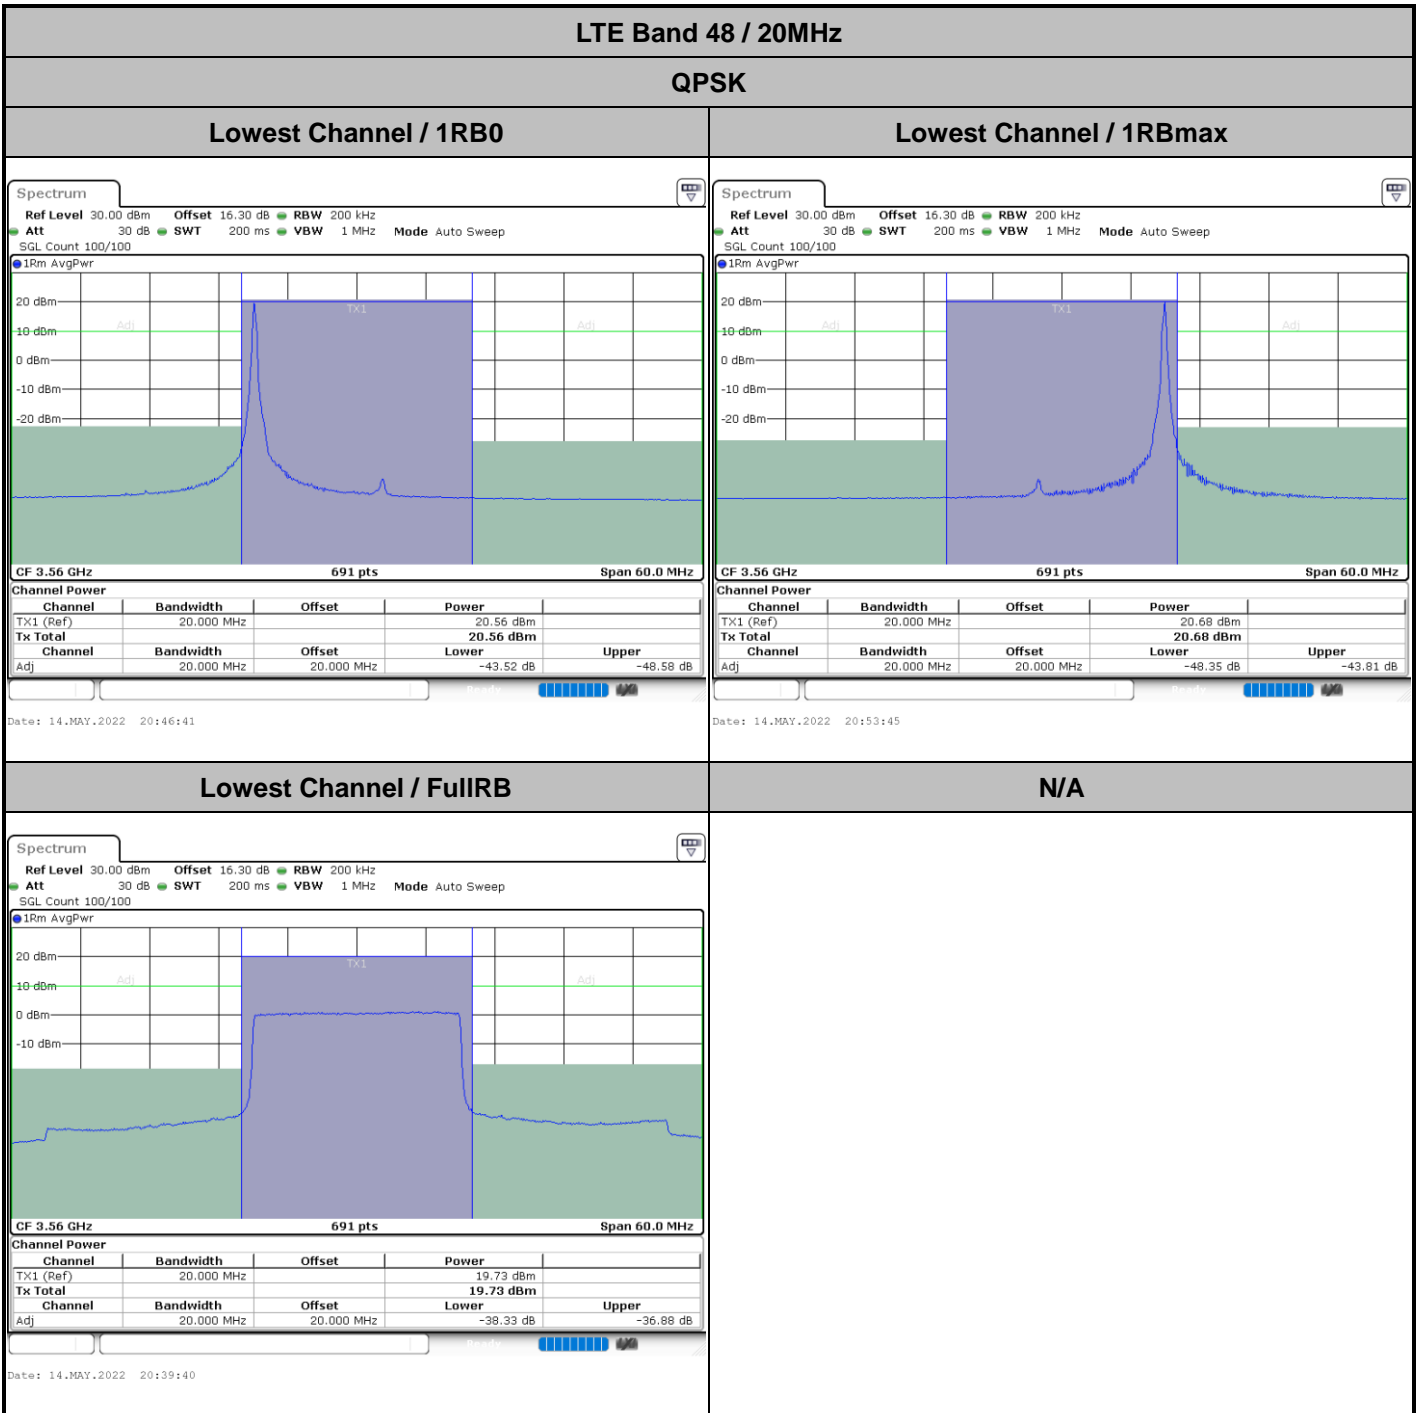 LTE Band 48 / 20MHz
QPSK
Lowest Channel / 1RB0
Lowest Channel / 1RBmax
Spectrum
Ref Level 30.00 dBm Offset 16.30 dB RBW 200 kHz
Att 30 dB SWT 200 ms VBW 1 MHz Mode Auto Sweep
SGL Count 100/100
1Rm AvgPwr
20 dBm
10 dBm
0 dBm
-10 dBm
-20 dBm
Adj
TX1
Adj
CF 3.56 GHz 691 pts Span 60.0 MHz
Channel Power
Channel Bandwidth Offset Power
TX1 (Ref) 20.000 MHz 20.56 dBm
Tx Total 20.56 dBm
Channel Bandwidth Offset Lower Upper
Adj 20.000 MHz 20.000 MHz -43.52 dB -48.58 dB
Ready
Date: 14.MAY.2022 20:46:41
Spectrum
Ref Level 30.00 dBm Offset 16.30 dB RBW 200 kHz
Att 30 dB SWT 200 ms VBW 1 MHz Mode Auto Sweep
SGL Count 100/100
1Rm AvgPwr
20 dBm
10 dBm
0 dBm
-10 dBm
-20 dBm
Adj
TX1
Adj
CF 3.56 GHz 691 pts Span 60.0 MHz
Channel Power
Channel Bandwidth Offset Power
TX1 (Ref) 20.000 MHz 20.68 dBm
Tx Total 20.68 dBm
Channel Bandwidth Offset Lower Upper
Adj 20.000 MHz 20.000 MHz -48.35 dB -43.81 dB
Ready
Date: 14.MAY.2022 20:53:45
Lowest Channel / FullRB
N/A
Spectrum
Ref Level 30.00 dBm Offset 16.30 dB RBW 200 kHz
Att 30 dB SWT 200 ms VBW 1 MHz Mode Auto Sweep
SGL Count 100/100
1Rm AvgPwr
20 dBm
10 dBm
0 dBm
-10 dBm
Adj
TX1
Adj
CF 3.56 GHz 691 pts Span 60.0 MHz
Channel Power
Channel Bandwidth Offset Power
TX1 (Ref) 20.000 MHz 19.73 dBm
Tx Total 19.73 dBm
Channel Bandwidth Offset Lower Upper
Adj 20.000 MHz 20.000 MHz -38.33 dB -36.88 dB
Ready
Date: 14.MAY.2022 20:39:40